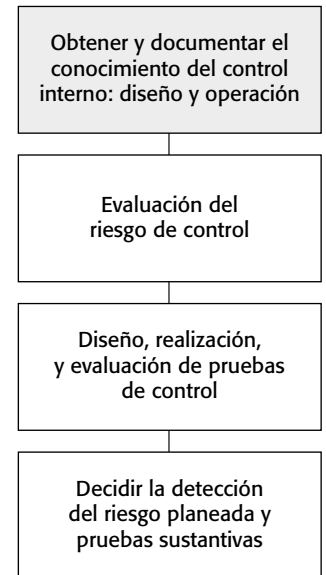 Obtener y documentar el
conocimiento del control
interno: diseño y operación
Evaluación del
riesgo de control
Diseño, realización,
y evaluación de pruebas
de control
Decidir la detección
del riesgo planeada y
pruebas sustantivas